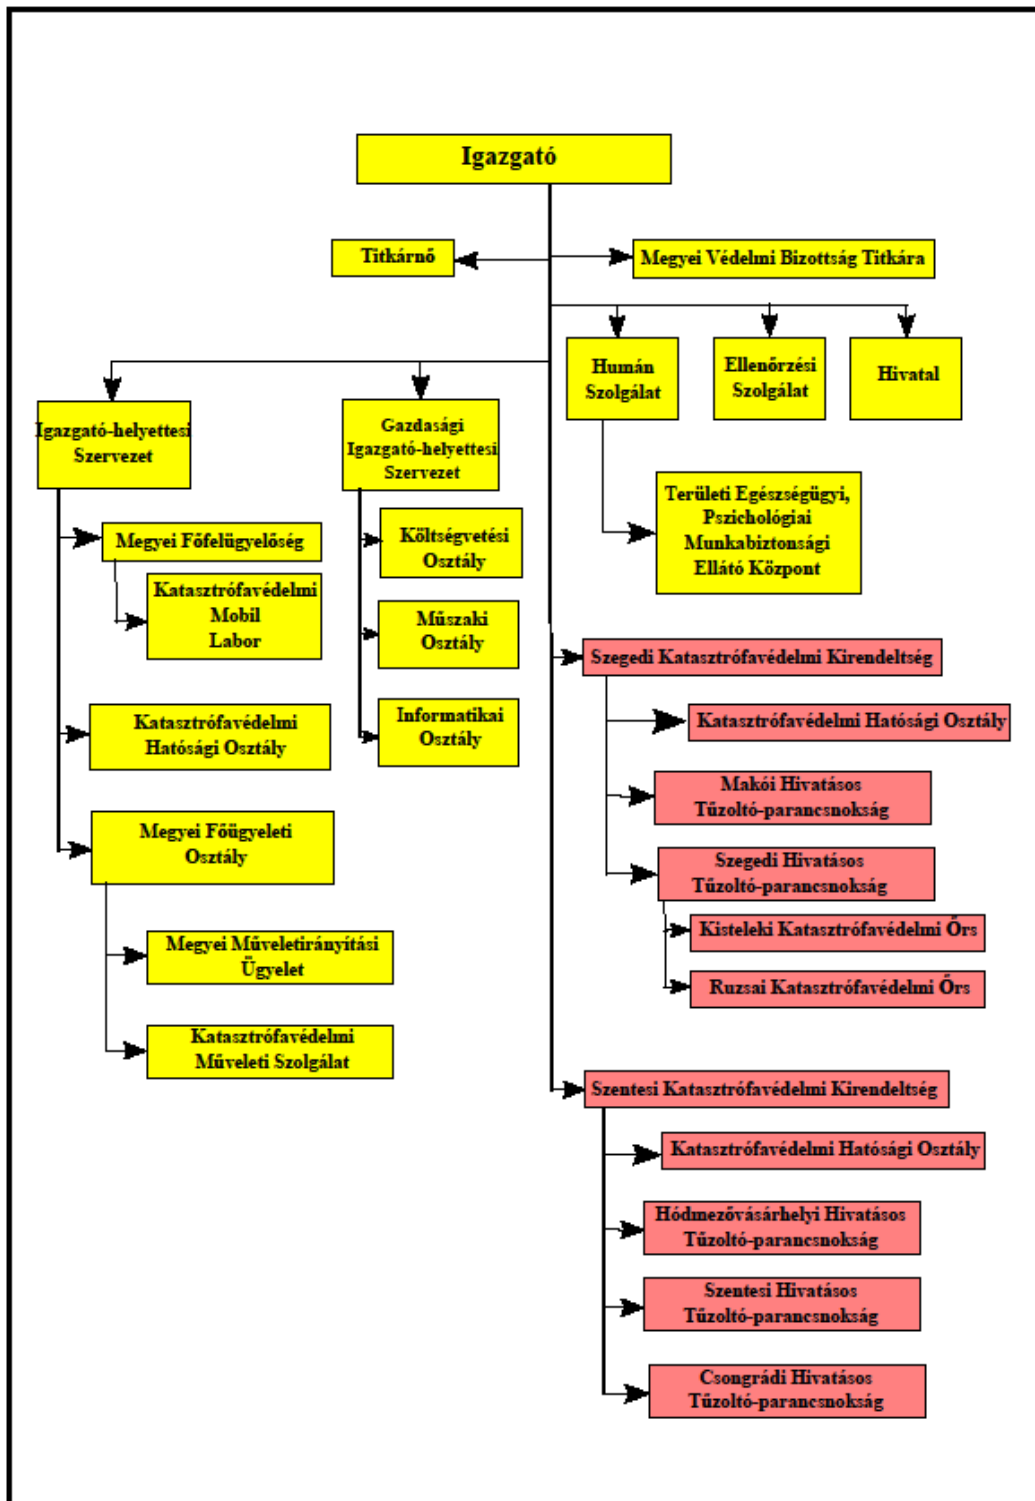 Igazgató
Titkárnő
Megyei Védelmi Bizottság Titkára
Humán
Szolgálat
Ellenőrzési
Szolgálat
Hivatal
Igazgató-helyettesi
Szervezet
Gazdasági
Igazgató-helyettesi
Szervezet
Területi Egészségügyi,
Pszichológiai
Munkabiztonsági
Ellátó Központ
Megyei Főfelügyelőség
Katasztrófavédelmi
Mobil
Labor
Katasztrófavédelmi
Hatósági Osztály
Megyei Főügyeleti
Osztály
Megyei Műveletirányítási
Ügyelet
Katasztrófavédelmi
Műveleti Szolgálat
Költségvetési
Osztály
Műszaki
Osztály
Informatikai
Osztály
Szegedi Katasztrófavédelmi Kirendeltség
Katasztrófavédelmi Hatósági Osztály
Makói Hivatásos
Tűzoltó-parancsnokság
Szegedi Hivatásos
Tűzoltó-parancsnokság
Kisteleki Katasztrófavédelmi Őrs
Ruzsai Katasztrófavédelmi Őrs
Szentesi Katasztrófavédelmi Kirendeltség
Katasztrófavédelmi Hatósági Osztály
Hódmezővásárhelyi Hivatásos
Tűzoltó-parancsnokság
Szentesi Hivatásos
Tűzoltó-parancsnokság
Csongrádi Hivatásos
Tűzoltó-parancsnokság